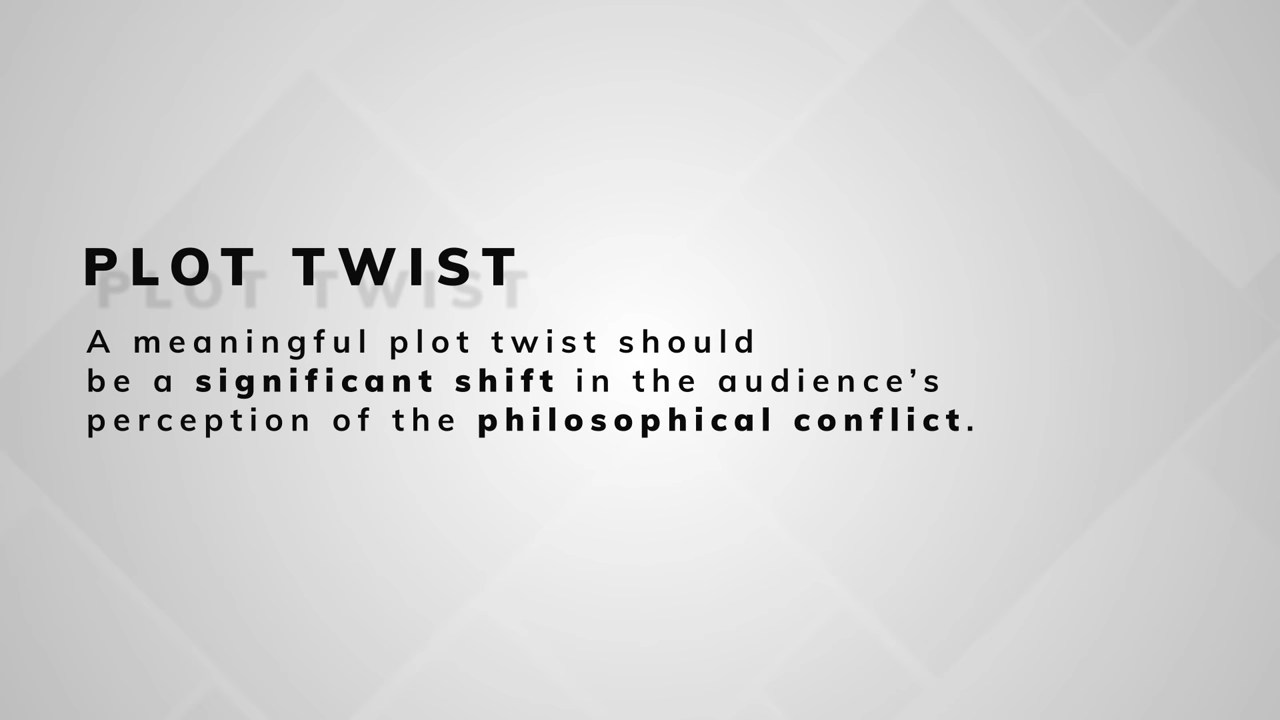 PLOT TWIST
A meaningful plot twist should
be a significant shift in the audience’s
perception of the philosophical conflict.